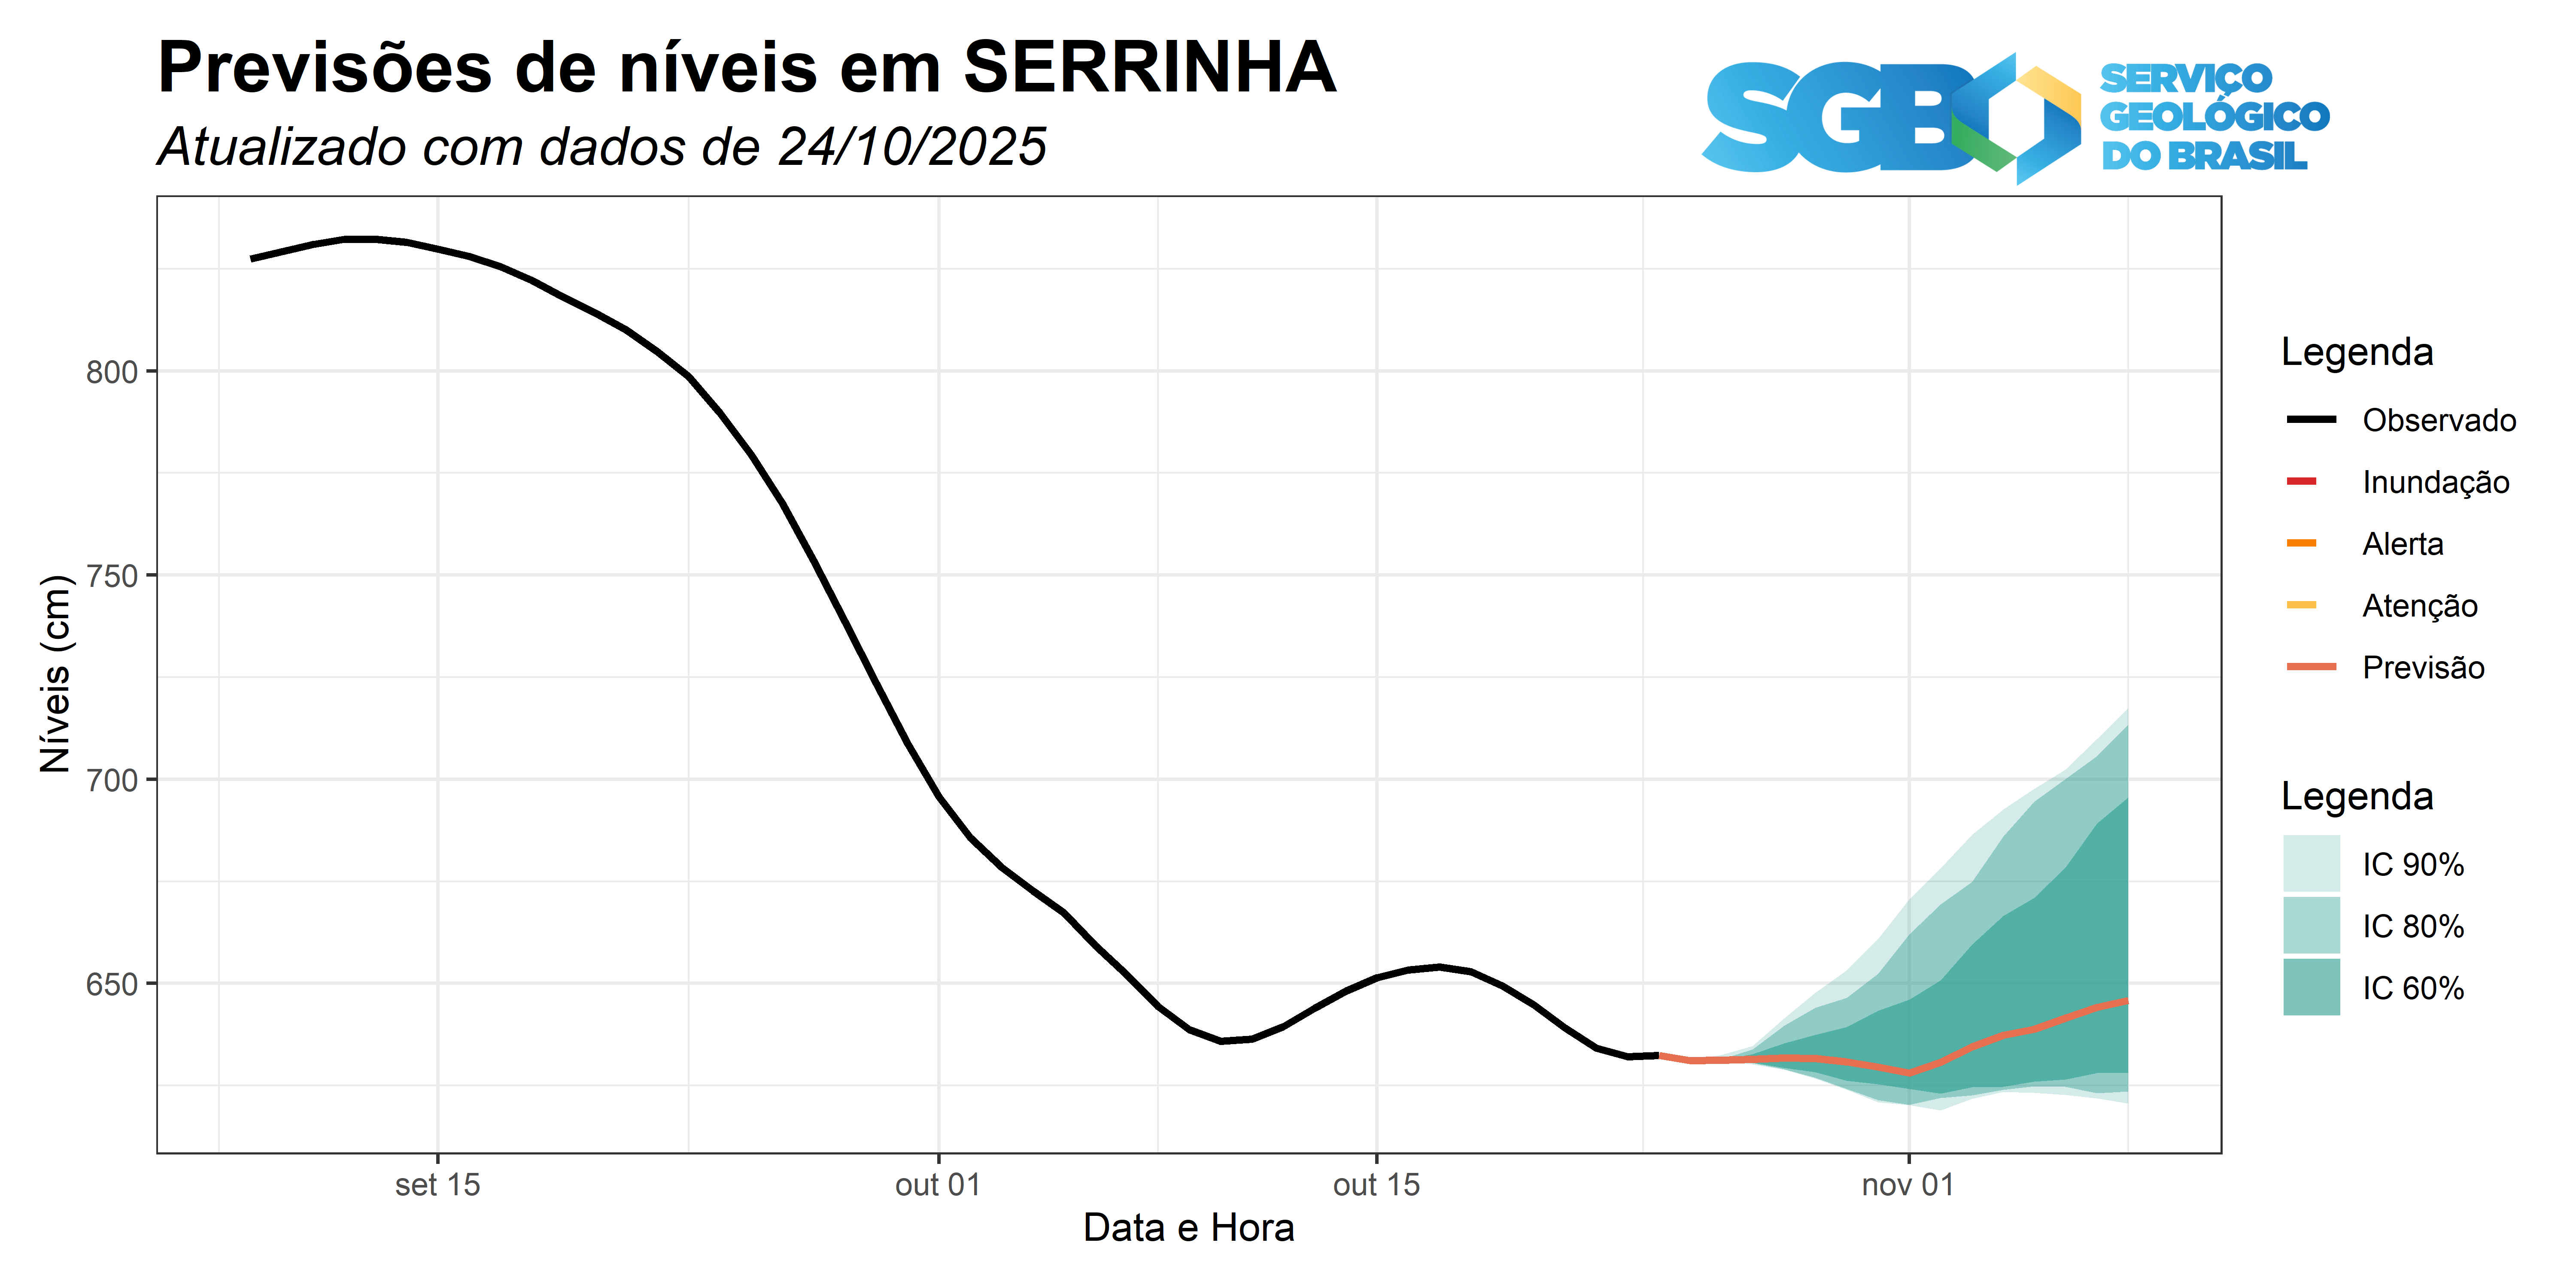 Previsões de níveis em SERRINHA
Atualizado com dados de 24/10/2025
SGB
SERVIÇO
GEOLÓGICO
DO BRASIL
Níveis (cm)
800
750
700
650
set 15
out 01
out 15
nov 01
Data e Hora
Legenda
Observado
Inundação
Alerta
Atenção
Previsão
Legenda
IC 90%
IC 80%
IC 60%